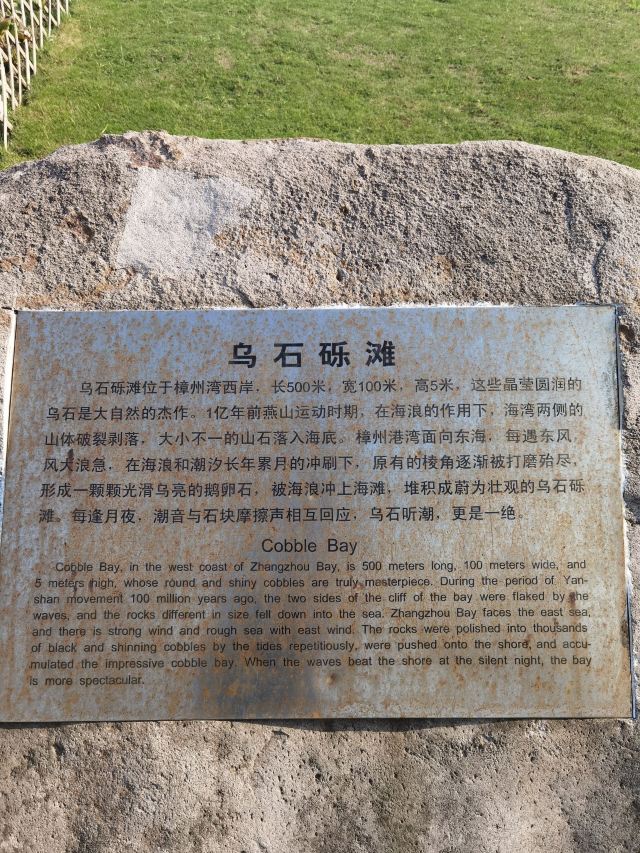 乌石砾滩
乌石砾滩位于樟州湾西岸，长500米，宽100米，高5米，这些晶莹圆润的
乌石是大自然的杰作。1亿年前燕山运动时期，在海浪的作用下，海湾两侧的
山体破裂剥落，大小不一的山石落入海底。樟州港湾面向东海，每遇东风，
风大浪急，在海浪和潮汐长年累月的冲刷下，原有的棱角逐渐被打磨殆尽，
形成一颗颗光滑乌亮的鹅卵石，被海浪冲上海滩，堆积成蔚为壮观的乌石砾
滩。每逢月夜，潮音与石块摩擦声相互回应，乌石听潮，更是一绝。
Cobble Bay
Cobble Bay, in the west coast of Zhangzhou Bay, is 500 meters long, 100 meters wide, and
5 meters high, whose round and shiny cobbles are truly masterpiece. During the period of Yan-
shan movement 100 million years ago, the two sides of the cliff of the bay were flaked by the
waves, and the rocks different in size fell down into the sea. Zhangzhou Bay faces the east sea,
and there is strong wind and rough sea with east wind. The rocks were polished into thousands
of black and shinning cobbles by the tides repetitiously, were pushed onto the shore, and accu-
mulated the impressive cobble bay. When the waves beat the shore at the silent night, the bay
is more spectacular.